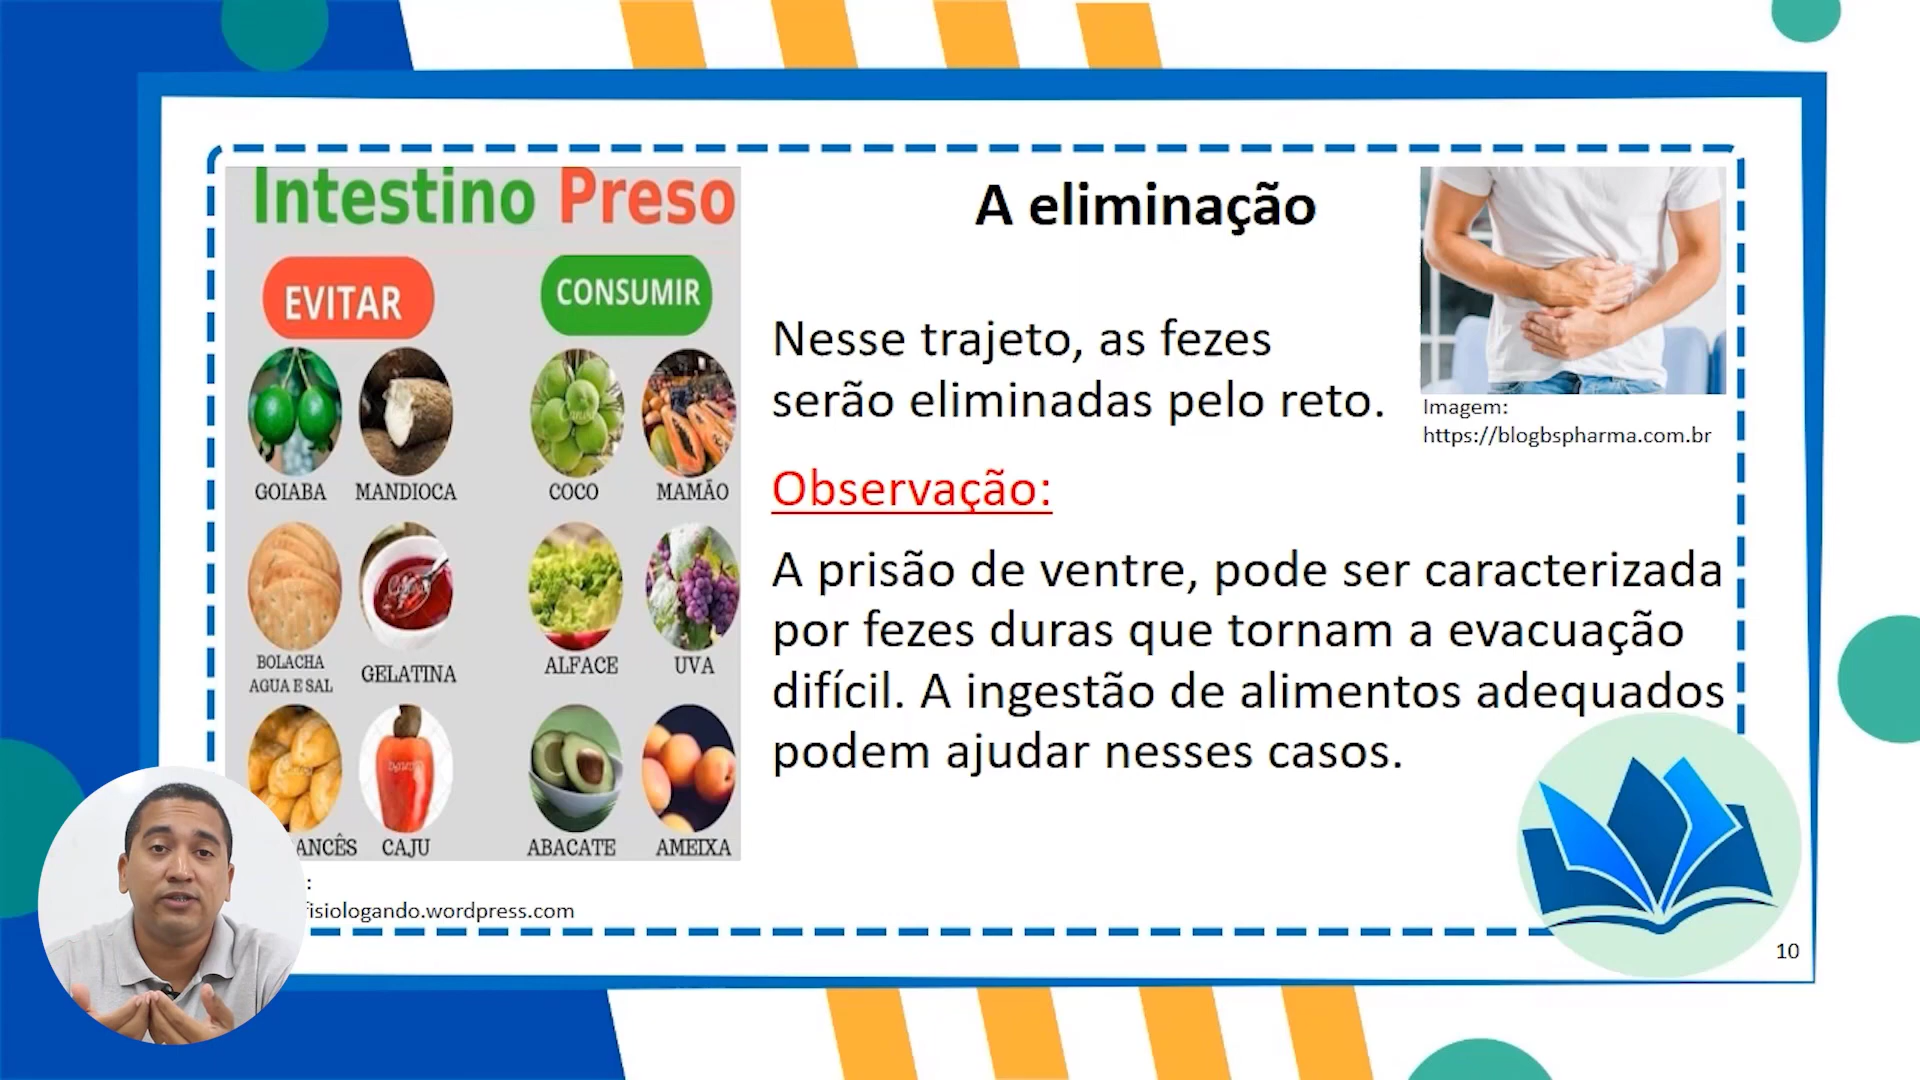 Intestino Preso
EVITAR
CONSUMIR
GOIABA
MANDIOCA
COCO
MAMÃO
BOLACHA
AGUA E SAL
GELATINA
ALFACE
UVA
ANCÊS
CAJU
ABACATE
AMEIXA
:
fisiologando.wordpress.com
A eliminação
Nesse trajeto, as fezes
serão eliminadas pelo reto.
Imagem:
https://blogbspharma.com.br
Observação:
A prisão de ventre, pode ser caracterizada
por fezes duras que tornam a evacuação
difícil. A ingestão de alimentos adequados
podem ajudar nesses casos.
10